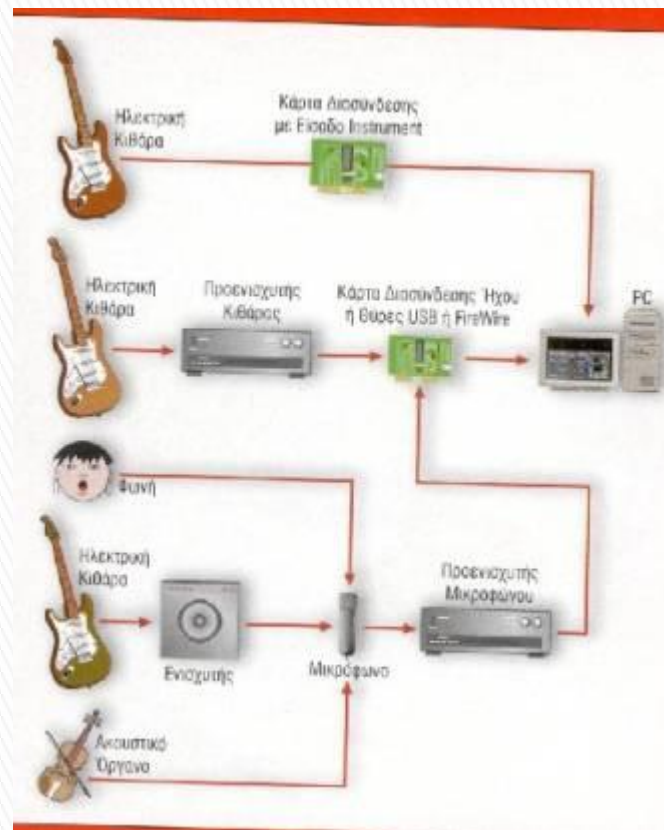 Ηλεκτρική
Κιθάρα
Κάρτα Διασύνδεσης
με Είσοδο Instrument
Ηλεκτρική
Κιθάρα
Προενισχυτής
Κιθάρας
Κάρτα Διασύνδεσης Ήχου
ή Θύρες USB ή FireWire
PC
Φωνή
Ηλεκτρική
Κιθάρα
Ενισχυτής
Μικρόφωνο
Προενισχυτής
Μικροφώνου
Ακουστικό
Όργανο